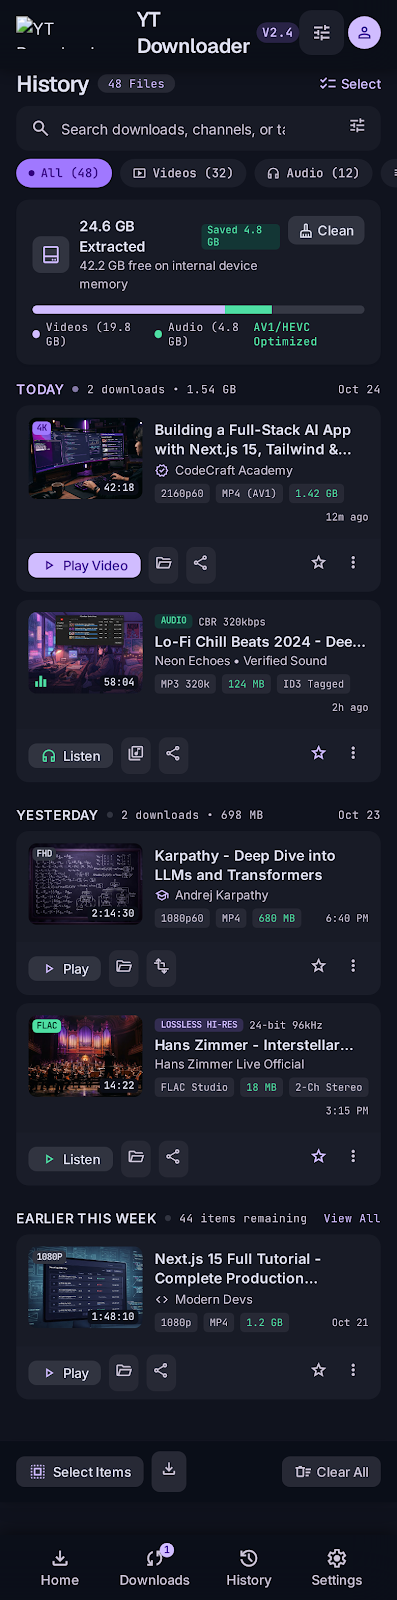 YT
YT
Downloader
V2.4
History
48 Files
Select
Search downloads, channels, or ta
All (48)
Videos (32)
Audio (12)
24.6 GB
Extracted
Saved 4.8
GB
Clean
42.2 GB free on internal device
memory
Videos (19.8
GB)
Audio (4.8
GB)
AV1/HEVC
Optimized
TODAY
2 downloads • 1.54 GB
Oct 24
4K
42:18
Building a Full-Stack AI App
with Next.js 15, Tailwind &...
CodeCraft Academy
2160p60
MP4 (AV1)
1.42 GB
12m ago
Play Video
58:04
AUDIO
CBR 320kbps
Lo-Fi Chill Beats 2024 - Dee...
Neon Echoes • Verified Sound
MP3 320k
124 MB
ID3 Tagged
2h ago
Listen
YESTERDAY
2 downloads • 698 MB
Oct 23
FHD
2:14:30
Karpathy - Deep Dive into
LLMs and Transformers
Andrej Karpathy
1080p60
MP4
680 MB
6:40 PM
Play
FLAC
14:22
LOSSLESS HI-RES
24-bit 96kHz
Hans Zimmer - Interstellar...
Hans Zimmer Live Official
FLAC Studio
18 MB
2-Ch Stereo
3:15 PM
Listen
EARLIER THIS WEEK
44 items remaining
View All
1080P
1:48:10
Next.js 15 Full Tutorial -
Complete Production...
Modern Devs
1080p
MP4
1.2 GB
Oct 21
Play
Select Items
Clear All
1
Home
Downloads
History
Settings